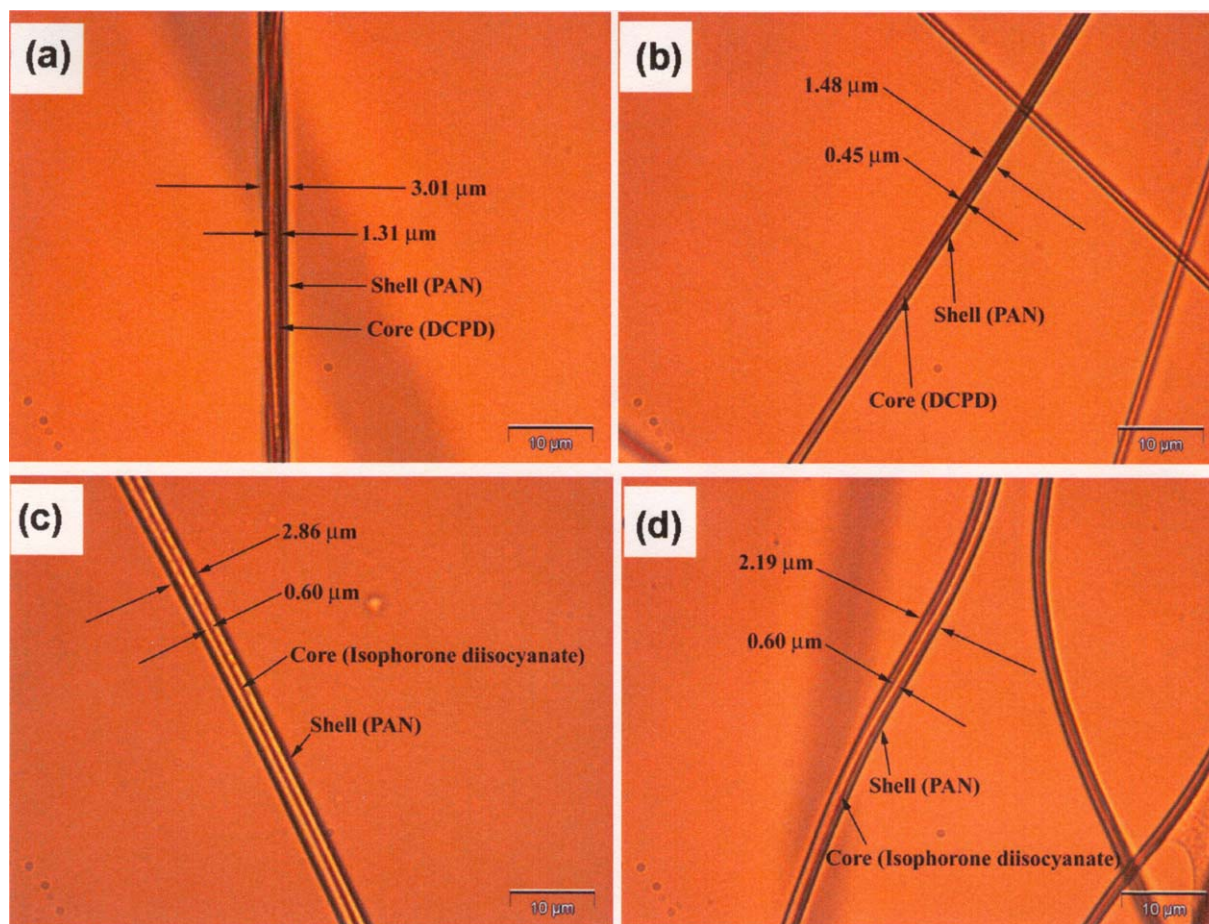 (a)
3.01 μm
1.31 μm
Shell (PAN)
Core (DCPD)
10 μm
(b)
1.48 μm
0.45 μm
Shell (PAN)
Core (DCPD)
10 μm
(c)
2.86 μm
0.60 μm
Core (Isophorone diisocyanate)
Shell (PAN)
10 μm
(d)
2.19 μm
0.60 μm
Shell (PAN)
Core (Isophorone diisocyanate)
10 μm